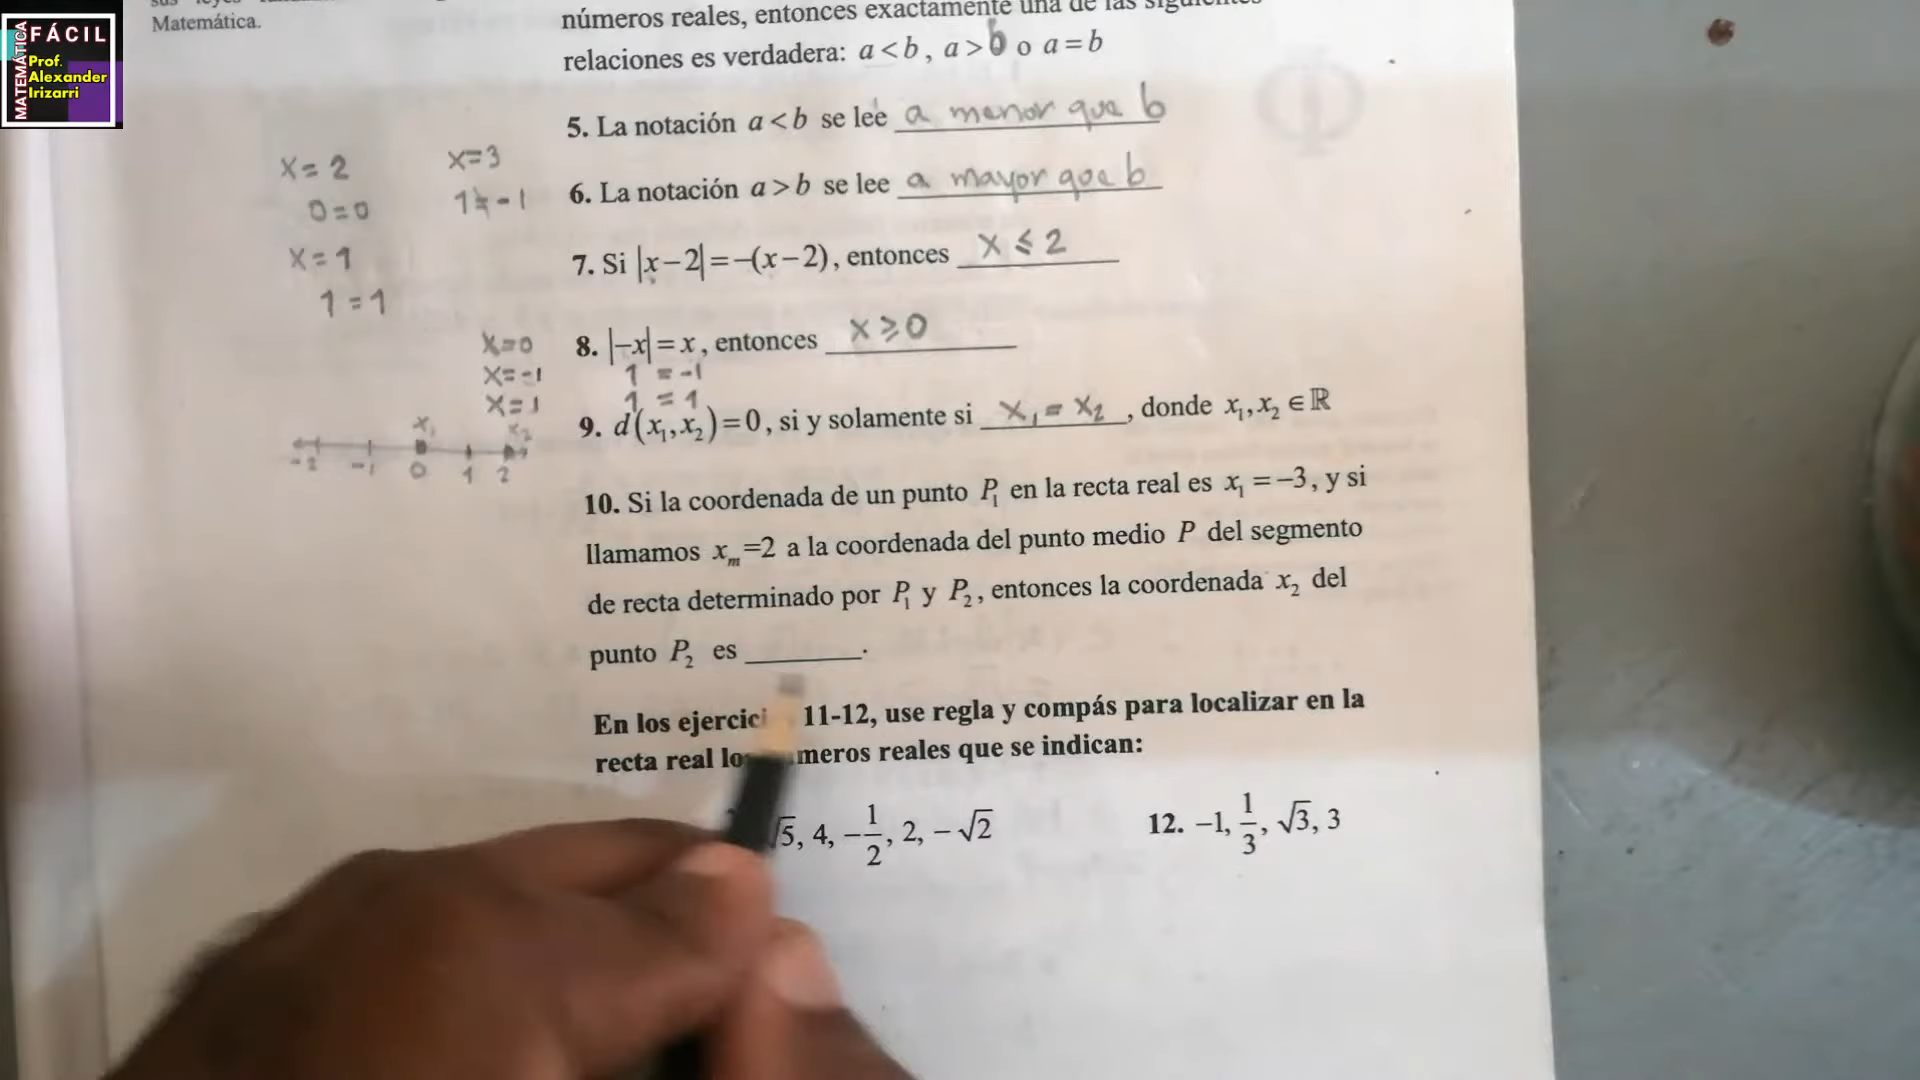 MATEMÁTICA
FÁCIL
Prof.
Alexander
Irizarri
Matemática.
números reales, entonces exactamente una de las siguientes
relaciones es verdadera: a < b , a > b o a = b
5. La notación a < b se lee a menor que b
6. La notación a > b se lee a mayor que b
7. Si |x−2| = −(x−2), entonces x ⩽ 2
8. |−x| = x, entonces x ⩾ 0
1 = -1
1 = 1
9. d(x₁,x₂) = 0, si y solamente si x₁ = x₂, donde x₁, x₂ ∈ ℝ
10. Si la coordenada de un punto P₁ en la recta real es x₁ = −3, y si
llamamos xₘ=2 a la coordenada del punto medio P del segmento
de recta determinado por P₁ y P₂, entonces la coordenada x₂ del
punto P₂ es ______.
En los 11-12, use regla y compás para localizar en la
recta real reales que se indican:
√5, 4, −1/2, 2, −√2
12. −1, 1/3, √3, 3
x = 2
0 = 0
x = 1
1 = 1
x = 3
1 ≠ -1
x=0
x=-1
x=1
x₁ x₂
-2 -1 0 1 2